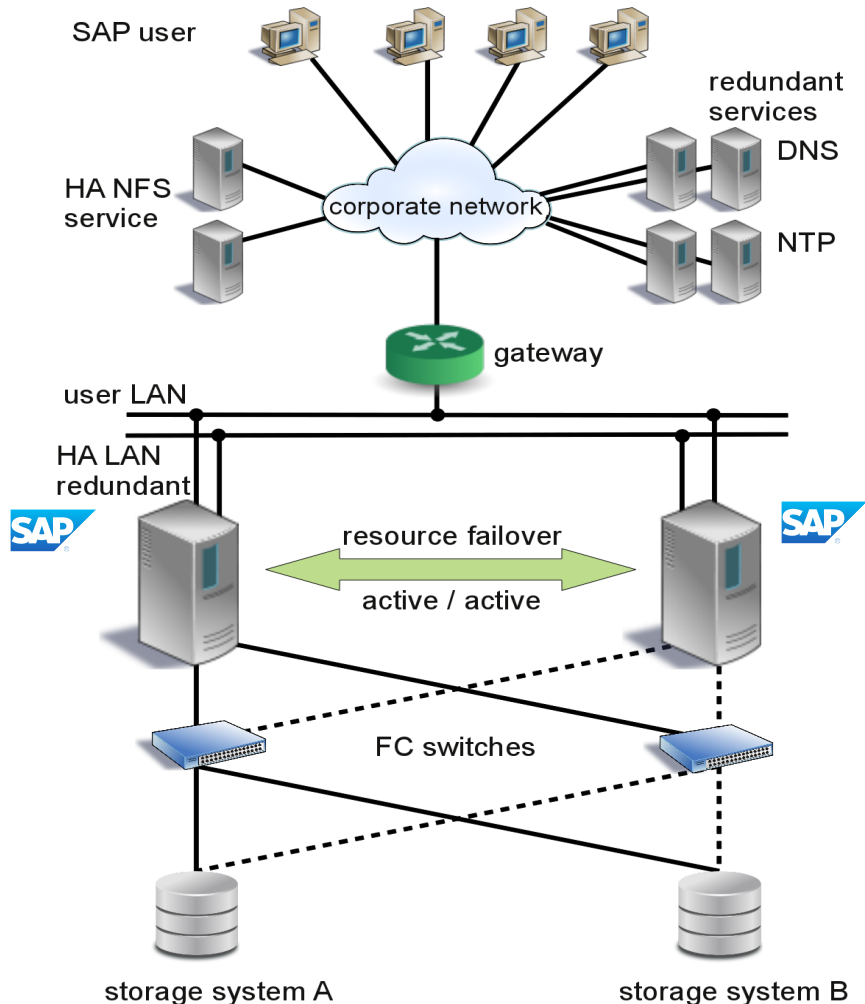 SAP user
redundant
services
DNS
HA NFS
service
corporate network
NTP
gateway
user LAN
HA LAN
redundant
SAP
SAP
resource failover
active / active
FC switches
storage system A
storage system B